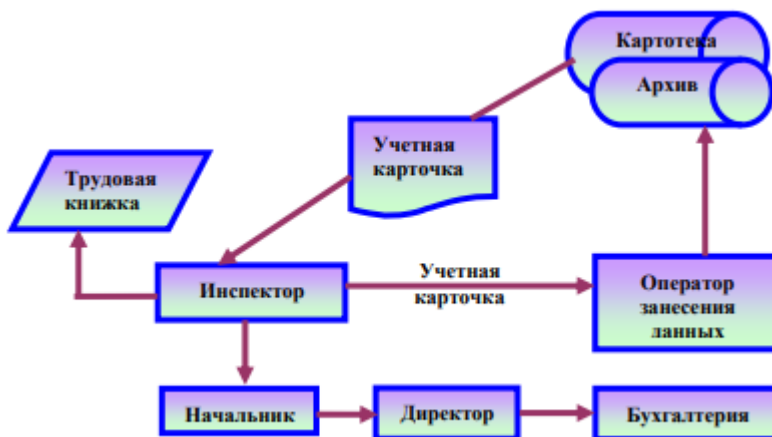 Картотека
Архив
Учетная
карточка
Трудовая
книжка
Инспектор
Учетная
карточка
Оператор
занесения
данных
Начальник
Директор
Бухгалтерия